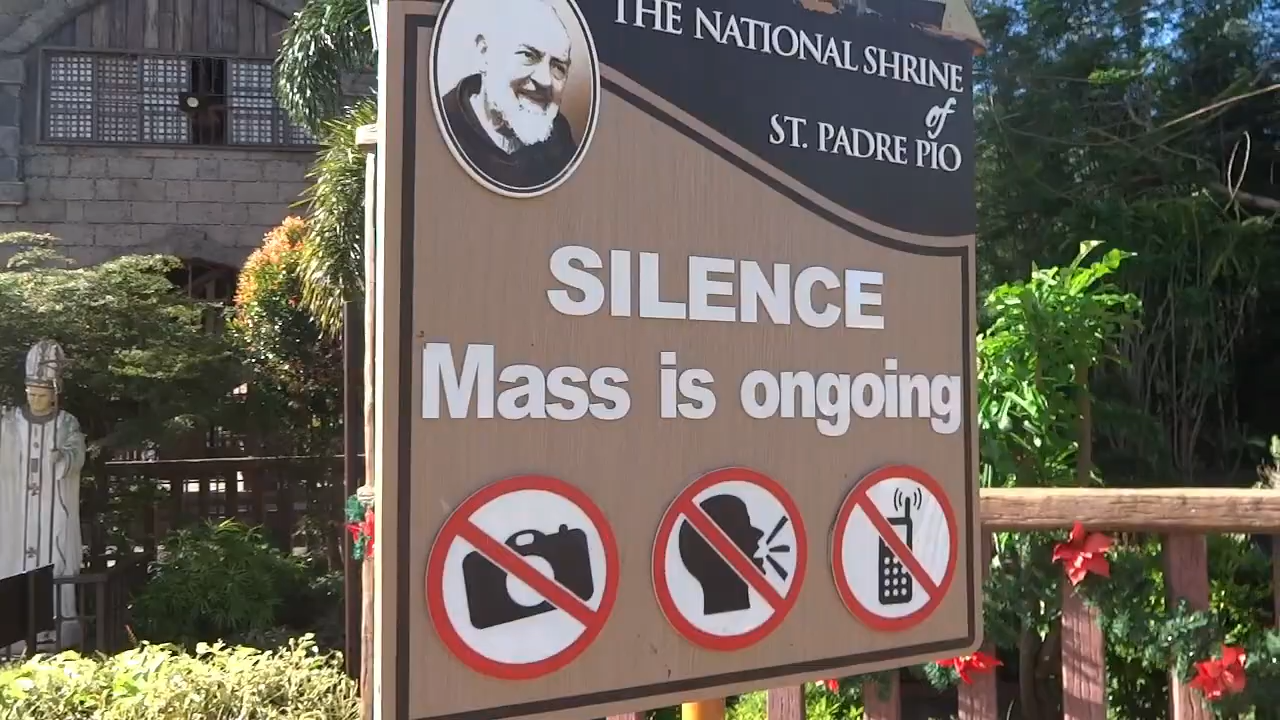 THE NATIONAL SHRINE
of
ST. PADRE PIO
SILENCE
Mass is ongoing